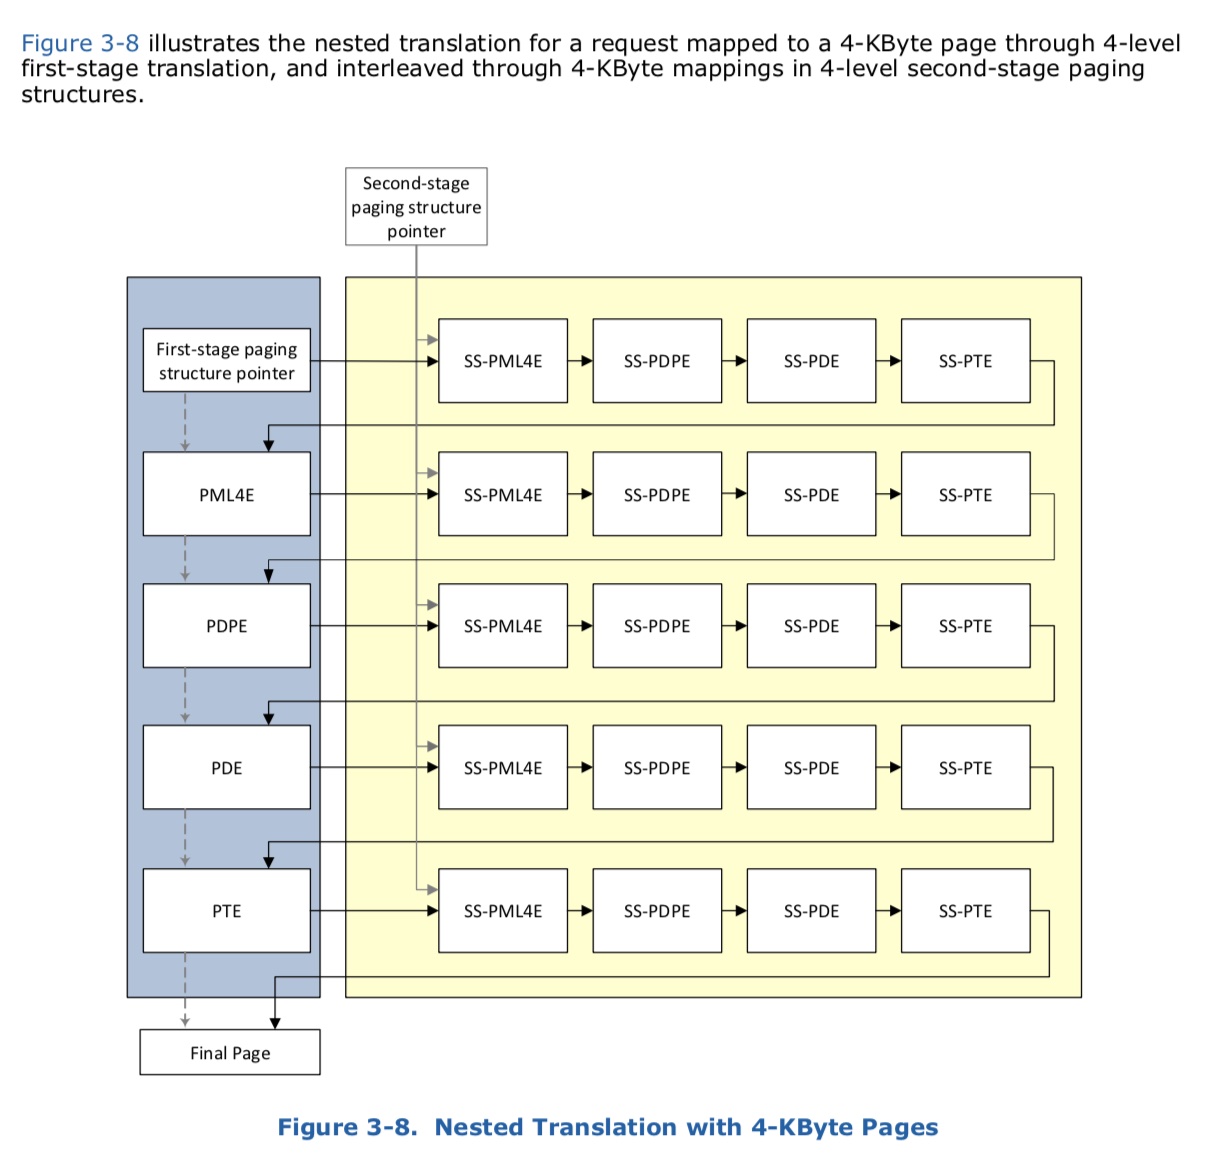 Figure 3-8 illustrates the nested translation for a request mapped to a 4-KByte page through 4-level
first-stage translation, and interleaved through 4-KByte mappings in 4-level second-stage paging
structures.
Second-stage
paging structure
pointer
First-stage paging
structure pointer
SS-PML4E
SS-PDPE
SS-PDE
SS-PTE
PML4E
SS-PML4E
SS-PDPE
SS-PDE
SS-PTE
PDPE
SS-PML4E
SS-PDPE
SS-PDE
SS-PTE
PDE
SS-PML4E
SS-PDPE
SS-PDE
SS-PTE
PTE
SS-PML4E
SS-PDPE
SS-PDE
SS-PTE
Final Page
Figure 3-8. Nested Translation with 4-KByte Pages